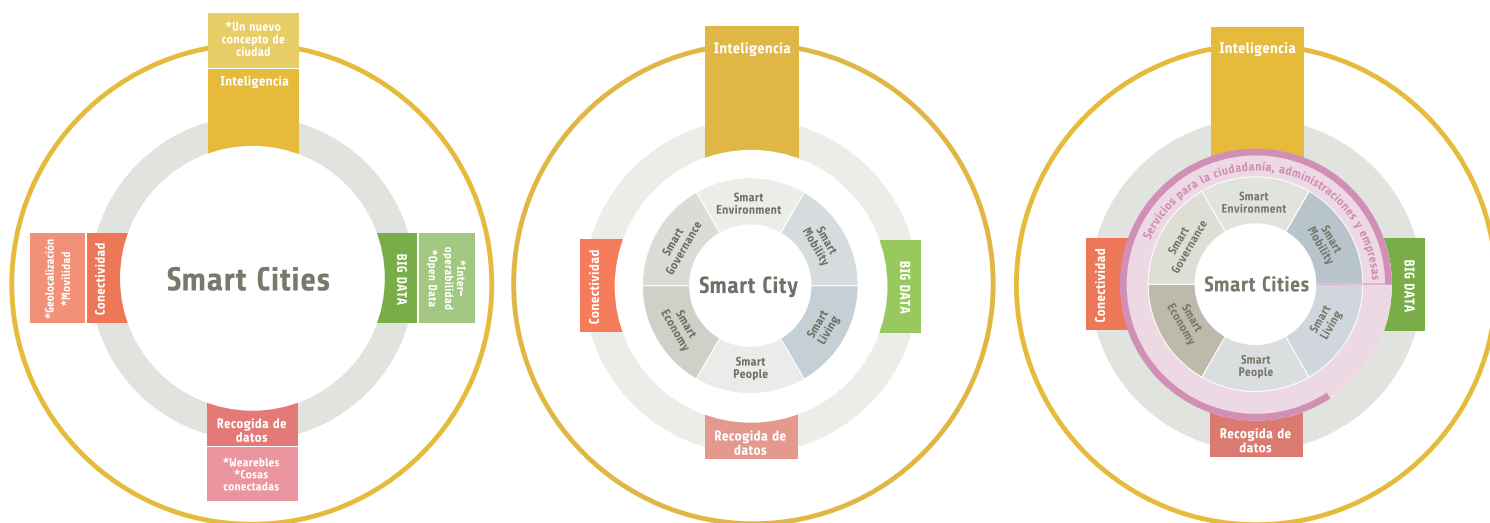 *Un nuevo
concepto de
ciudad
Inteligencia
*Geolocalización
*Movilidad
Conectividad
Smart Cities
BIG DATA
*Inter-
operabilidad
*Open Data
Recogida de
datos
*Wearebles
*Cosas
conectadas
Inteligencia
Conectividad
Smart
Environment
Smart
Mobility
Smart
Living
Smart
People
Smart
Economy
Smart
Governance
Smart City
BIG DATA
Recogida de
datos
Inteligencia
Servicios para la ciudadanía, administraciones y empresas
Conectividad
Smart
Environment
Smart
Mobility
Smart
Living
Smart
People
Smart
Economy
Smart
Governance
Smart Cities
BIG DATA
Recogida de
datos